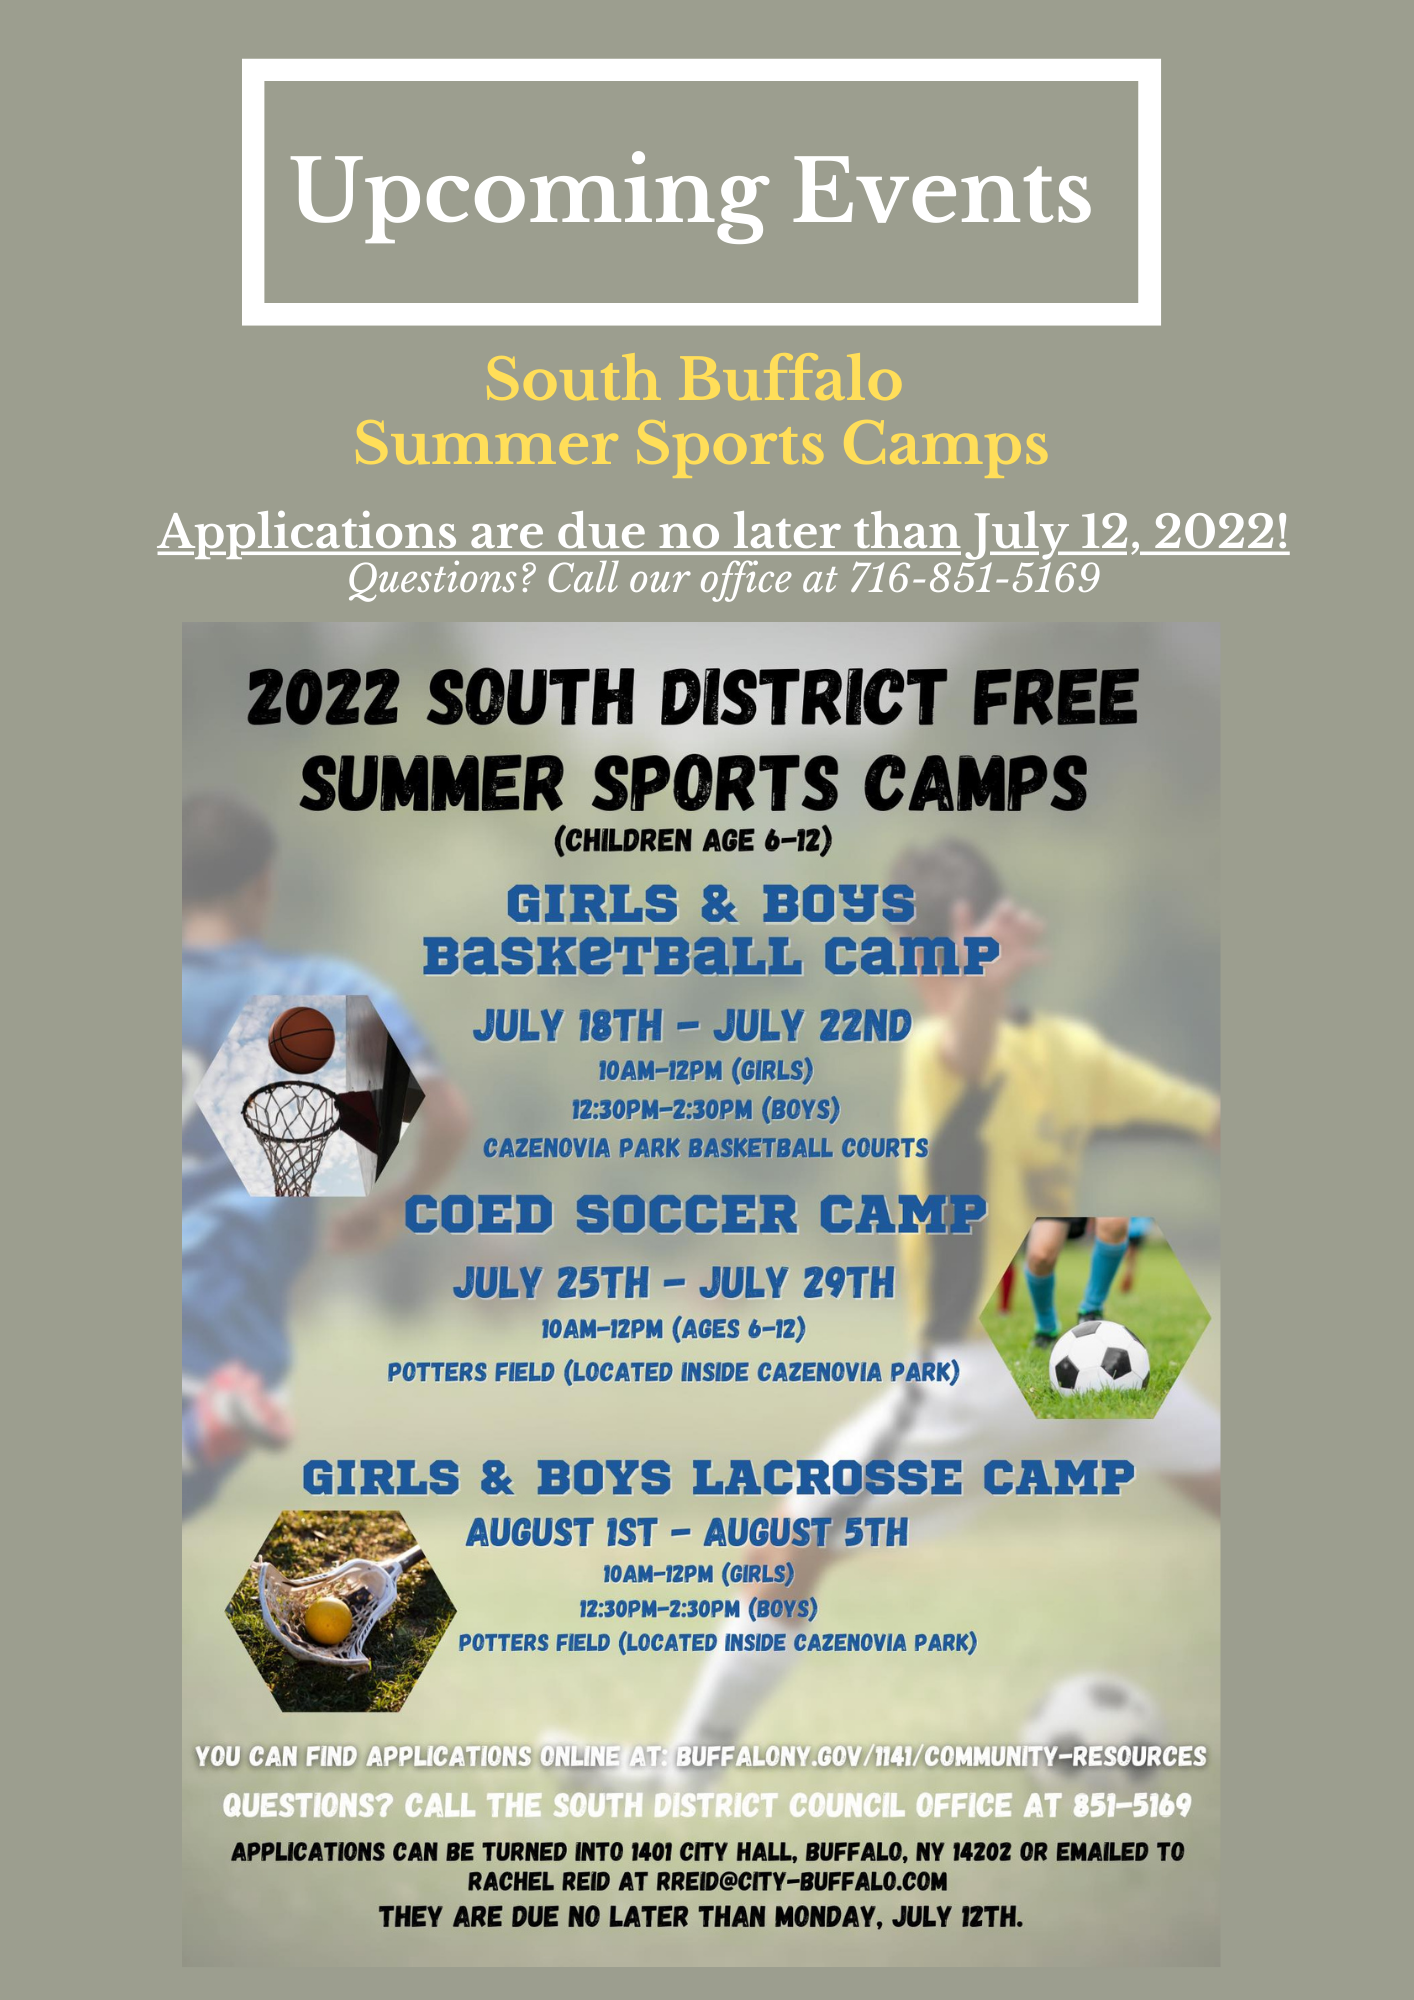 Upcoming Events
South Buffalo
Summer Sports Camps
Applications are due no later than July 12, 2022!
Questions? Call our office at 716-851-5169
2022 SOUTH DISTRICT FREE
SUMMER SPORTS CAMPS
(CHILDREN AGE 6-12)
GIRLS & BOYS
BASKETBALL CAMP
JULY 18TH - JULY 22ND
10AM-12PM (GIRLS)
12:30PM-2:30PM (BOYS)
CAZENOVIA PARK BASKETBALL COURTS
COED SOCCER CAMP
JULY 25TH - JULY 29TH
10AM-12PM (AGES 6-12)
POTTERS FIELD (LOCATED INSIDE CAZENOVIA PARK)
GIRLS & BOYS LACROSSE CAMP
AUGUST 1ST - AUGUST 5TH
10AM-12PM (GIRLS)
12:30PM-2:30PM (BOYS)
POTTERS FIELD (LOCATED INSIDE CAZENOVIA PARK)
YOU CAN FIND APPLICATIONS ONLINE AT: BUFFALONY.GOV/1141/COMMUNITY-RESOURCES
QUESTIONS? CALL THE SOUTH DISTRICT COUNCIL OFFICE AT 851-5169
APPLICATIONS CAN BE TURNED INTO 1401 CITY HALL, BUFFALO, NY 14202 OR EMAILED TO
RACHEL REID AT RREID@CITY-BUFFALO.COM
THEY ARE DUE NO LATER THAN MONDAY, JULY 12TH.